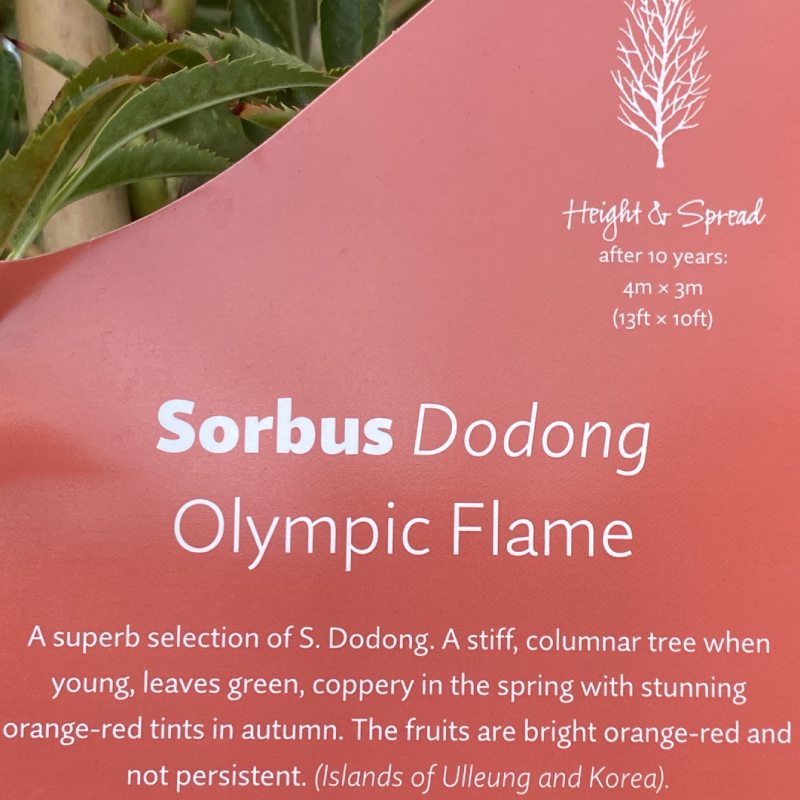 Height & Spread
after 10 years:
4m × 3m
(13ft × 10ft)
Sorbus Dodong
Olympic Flame
A superb selection of S. Dodong. A stiff, columnar tree when
young, leaves green, coppery in the spring with stunning
orange-red tints in autumn. The fruits are bright orange-red and
not persistent. (Islands of Ulleung and Korea).